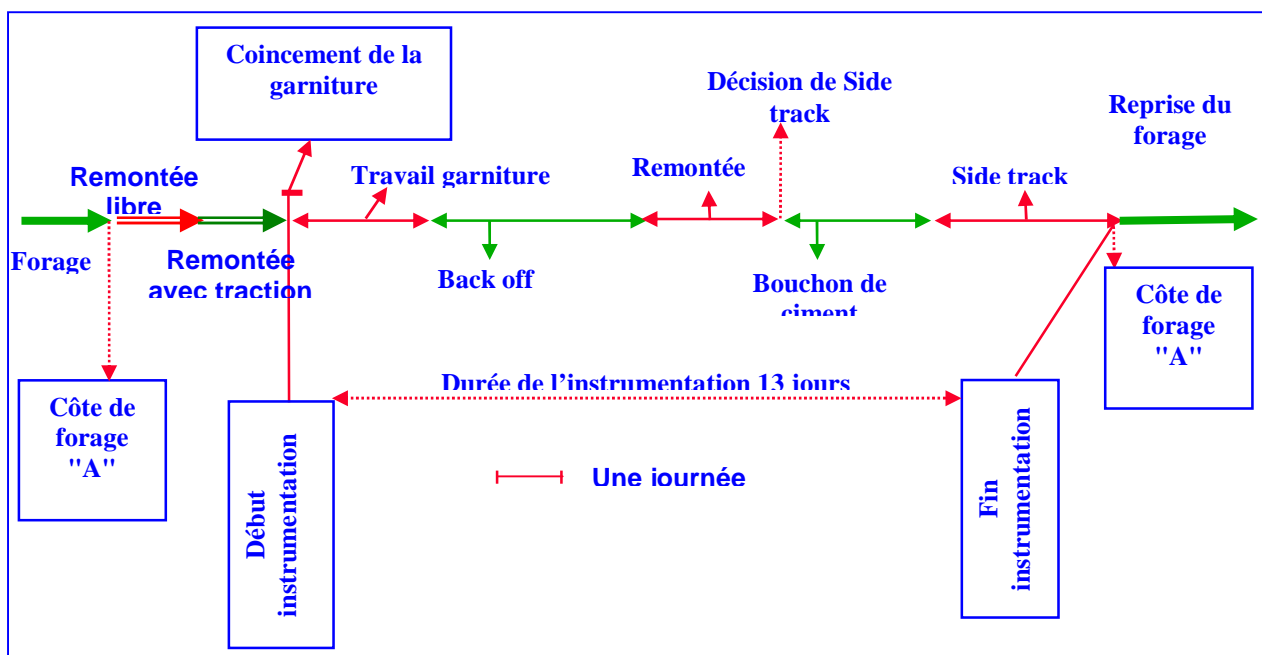 Coincement de la
garniture
Décision de Side
track
Reprise du
forage
Remontée
libre
Travail garniture
Remontée
Side track
Forage
Remontée
avec traction
Back off
Bouchon de
ciment
Côte de
forage
"A"
Côte de
forage
"A"
Durée de l'instrumentation 13 jours
Une journée
Début
instrumentation
Fin
instrumentation